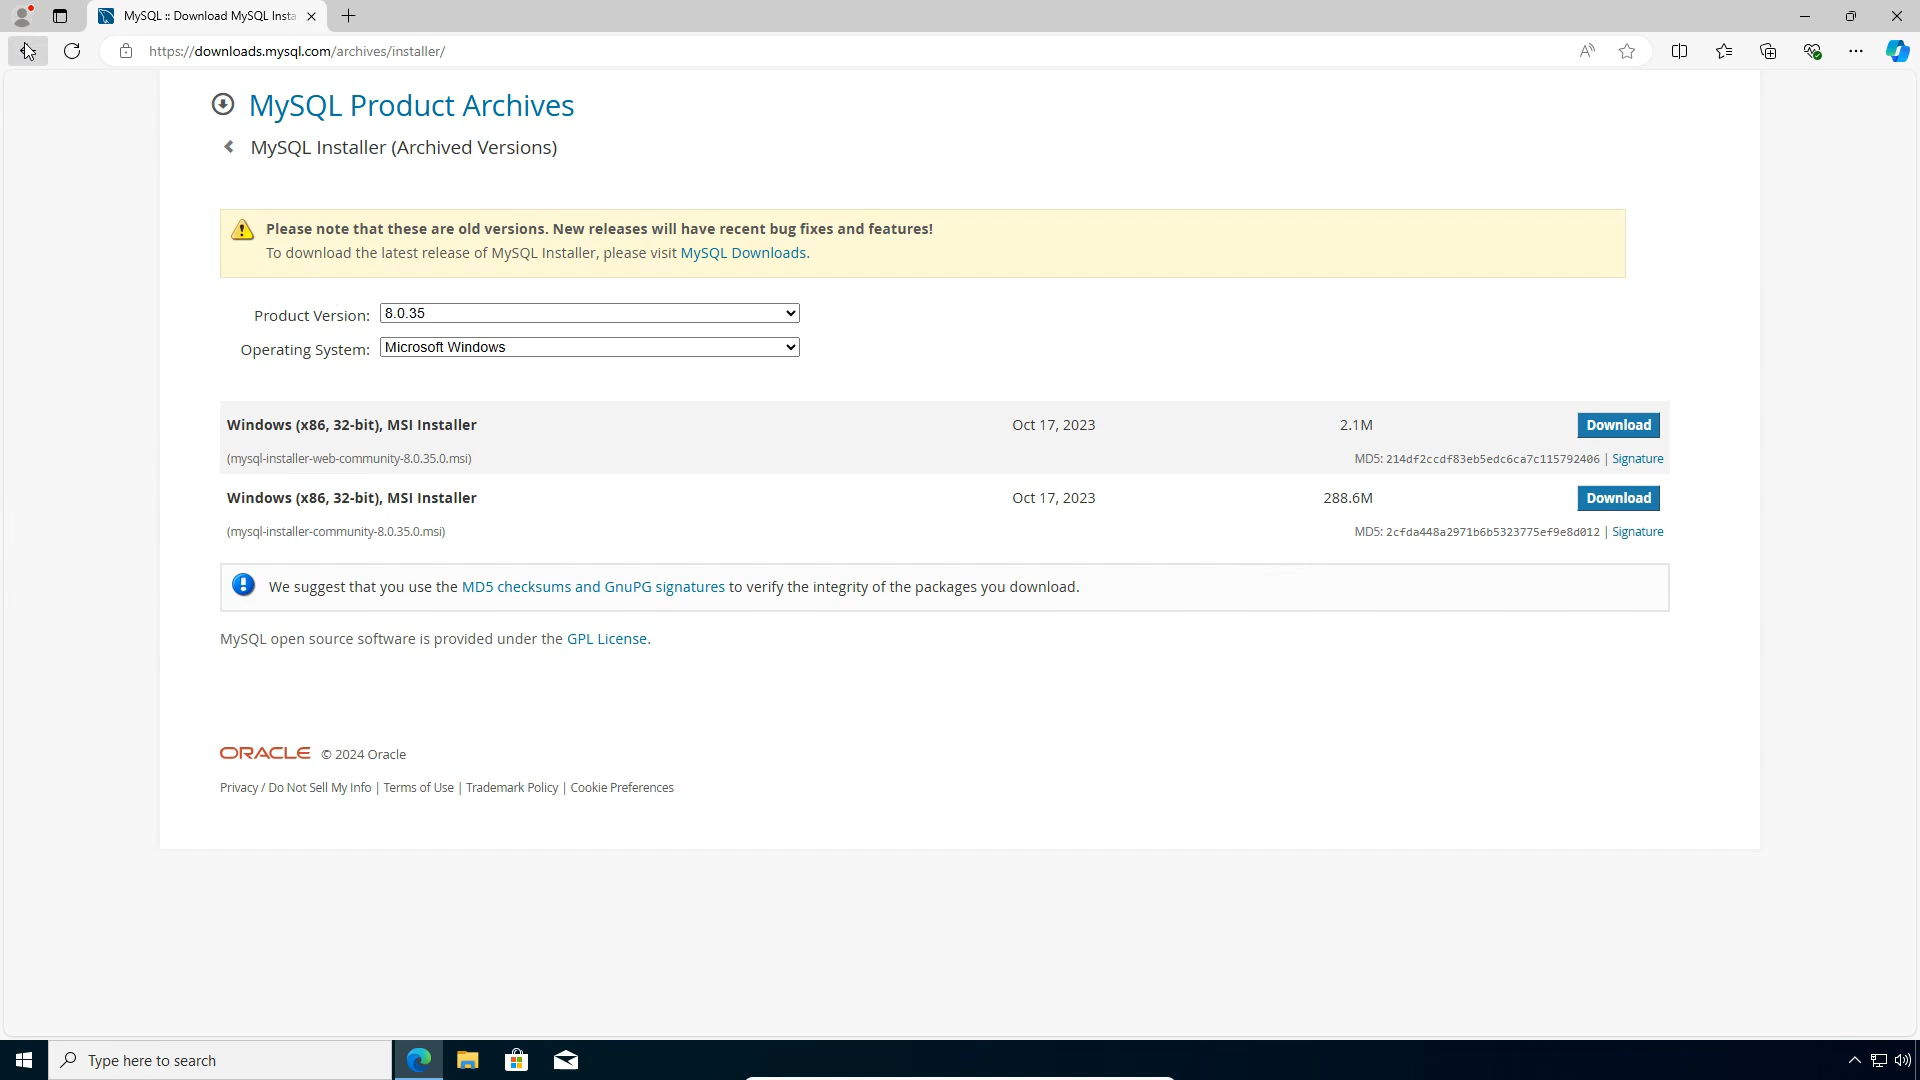 MySQL :: Download MySQL Insta
https://downloads.mysql.com/archives/installer/
MySQL Product Archives
MySQL Installer (Archived Versions)
Please note that these are old versions. New releases will have recent bug fixes and features!
To download the latest release of MySQL Installer, please visit MySQL Downloads.
Product Version: 8.0.35
Operating System: Microsoft Windows
Windows (x86, 32-bit), MSI Installer Oct 17, 2023 2.1M Download
(mysql-installer-web-community-8.0.35.0.msi) MD5: 214df2ccdf83eb5edc6ca7c115792406 | Signature
Windows (x86, 32-bit), MSI Installer Oct 17, 2023 288.6M Download
(mysql-installer-community-8.0.35.0.msi) MD5: 2cfda448a2971b6b5323775ef9e8d012 | Signature
We suggest that you use the MD5 checksums and GnuPG signatures to verify the integrity of the packages you download.
MySQL open source software is provided under the GPL License.
ORACLE © 2024 Oracle
Privacy / Do Not Sell My Info | Terms of Use | Trademark Policy | Cookie Preferences
Type here to search